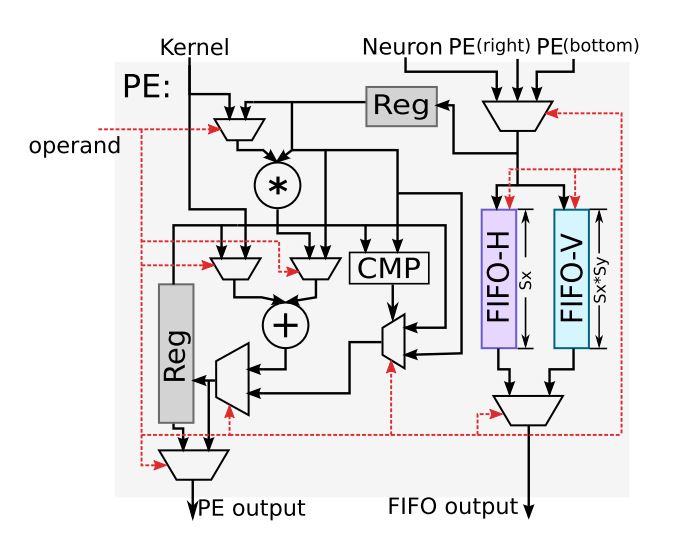 Kernel
Neuron PE(right) PE(bottom)
PE:
Reg
operand
*
CMP
FIFO-H
Sx
FIFO-V
Sx*Sy
+
Reg
PE output
FIFO output